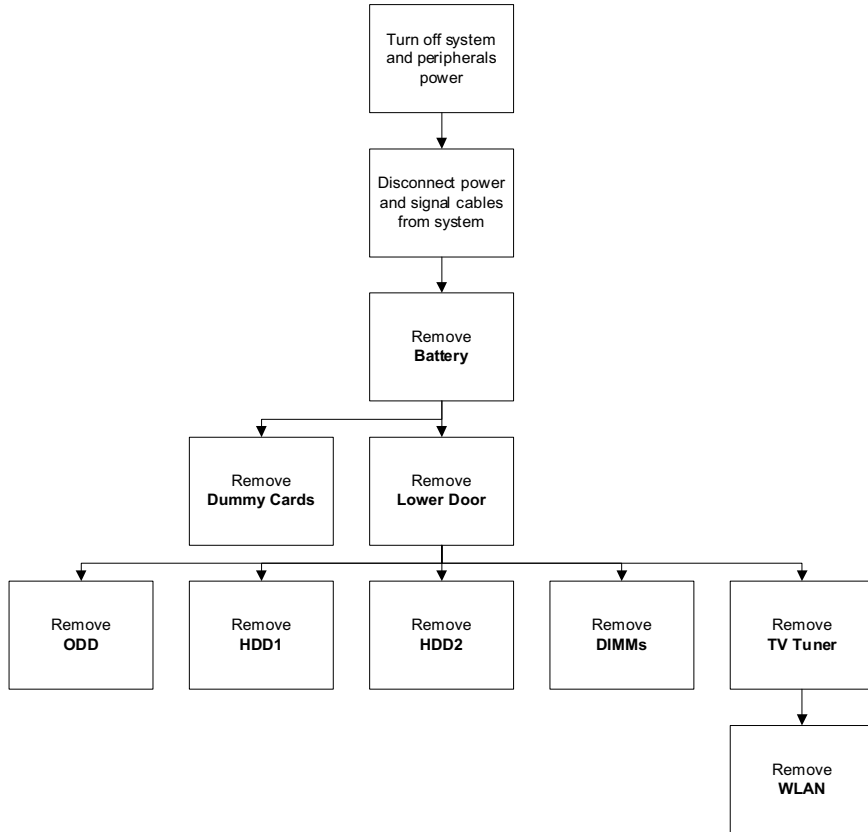 Turn off system
and peripherals
power
Disconnect power
and signal cables
from system
Remove
Battery
Remove
Dummy Cards
Remove
Lower Door
Remove
ODD
Remove
HDD1
Remove
HDD2
Remove
DIMMs
Remove
TV Tuner
Remove
WLAN